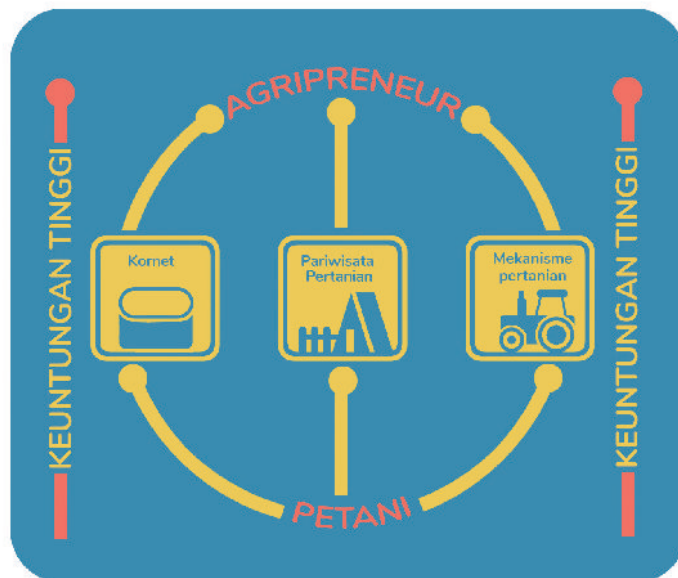 AGRIPRENEUR
KEUNTUNGAN TINGGI
Kornet
Pariwisata
Pertanian
Mekanisme
pertanian
KEUNTUNGAN TINGGI
PETANI